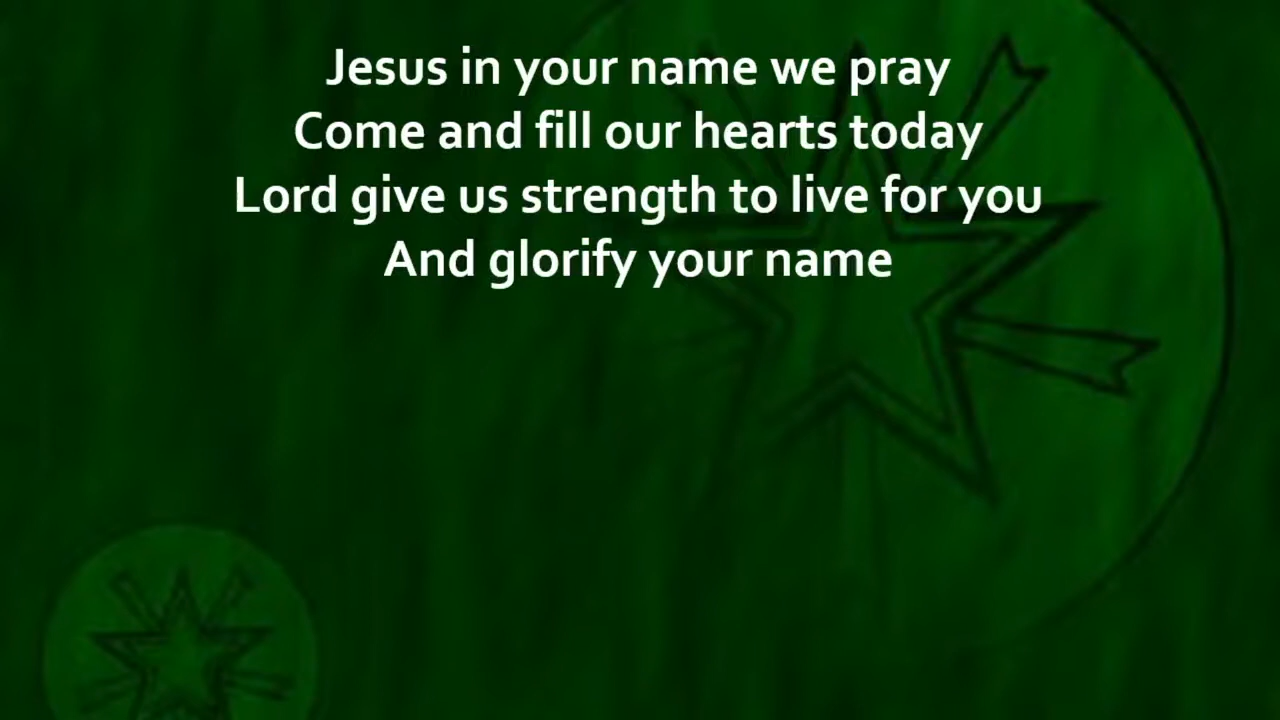 Jesus in your name we pray
Come and fill our hearts today
Lord give us strength to live for you
And glorify your name